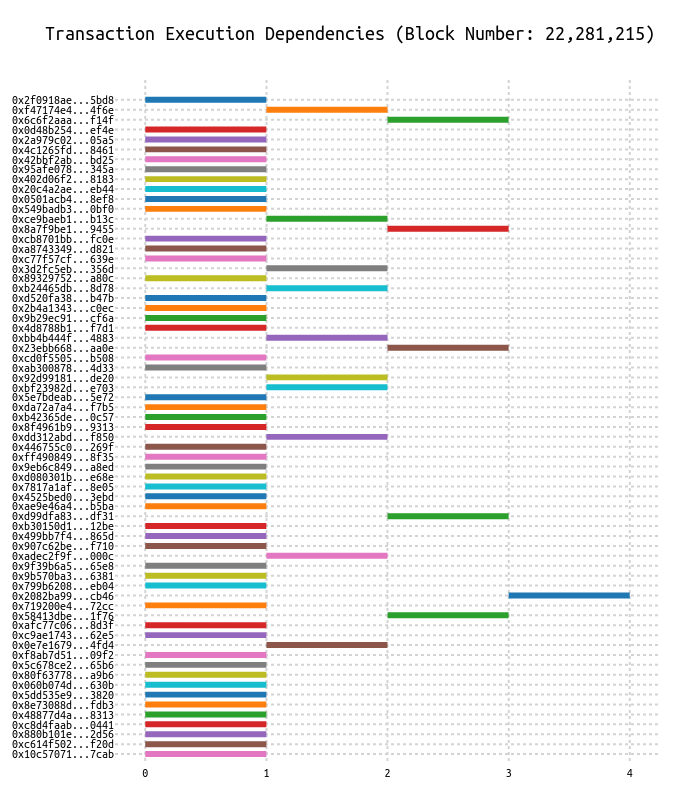 Transaction Execution Dependencies (Block Number: 22,281,215)
0x2f0918ae...5bd8
0xf47174e4...4f6e
0x6c6f2aaa...f14f
0x0d48b254...ef4e
0x2a979c02...05a5
0x4c1265fd...8461
0x42bbf2ab...bd25
0x95afe078...345a
0x402d06f2...8183
0x20c4a2ae...eb44
0x0501acb4...8ef8
0x549badb3...0bf0
0xce9baeb1...b13c
0x8a7f9be1...9455
0xcb8701bb...fc0e
0xa8743349...d821
0xc77f57cf...639e
0x3d2fc5eb...356d
0x89329752...a80c
0xb24465db...8d78
0xd520fa38...b47b
0x2b4a1343...c0ec
0x9b29ec91...cf6a
0x4d8788b1...f7d1
0xbb4b444f...4883
0x23ebb668...aa0e
0xcd0f5505...b508
0xab300878...4d33
0x92d99181...de20
0xbf23982d...e703
0x5e7bdeab...5e72
0xda72a7a4...f7b5
0xb42365de...0c57
0x8f4961b9...9313
0xdd312abd...f850
0x446755c0...269f
0xff490849...8f35
0x9eb6c849...a8ed
0xd080301b...e68e
0x7817a1af...8e05
0x4525bed0...3ebd
0xae9e46a4...b5ba
0xd99dfa83...df31
0xb30150d1...12be
0x499bb7f4...865d
0x907c62be...f710
0xadec2f9f...000c
0x9f39b6a5...65e8
0x9b570ba3...6381
0x799b6208...eb04
0x2082ba99...cb46
0x719200e4...72cc
0x58413dbe...1f76
0xafc77c06...8d3f
0xc9ae1743...62e5
0x0e7e1679...4fd4
0xf8ab7d51...09f2
0x5c678ce2...65b6
0x80f63778...a9b6
0x060b074d...630b
0x5dd535e9...3820
0x8e73088d...fdb3
0x48877d4a...8313
0xc8d4faab...0441
0x880b101e...2d56
0xc614f502...f20d
0x10c57071...7cab
0 1 2 3 4